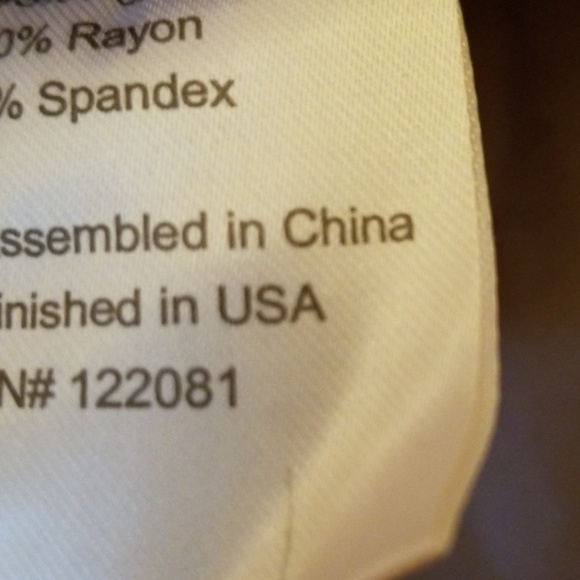 0% Rayon
% Spandex
ssembled in China
inished in USA
N# 122081